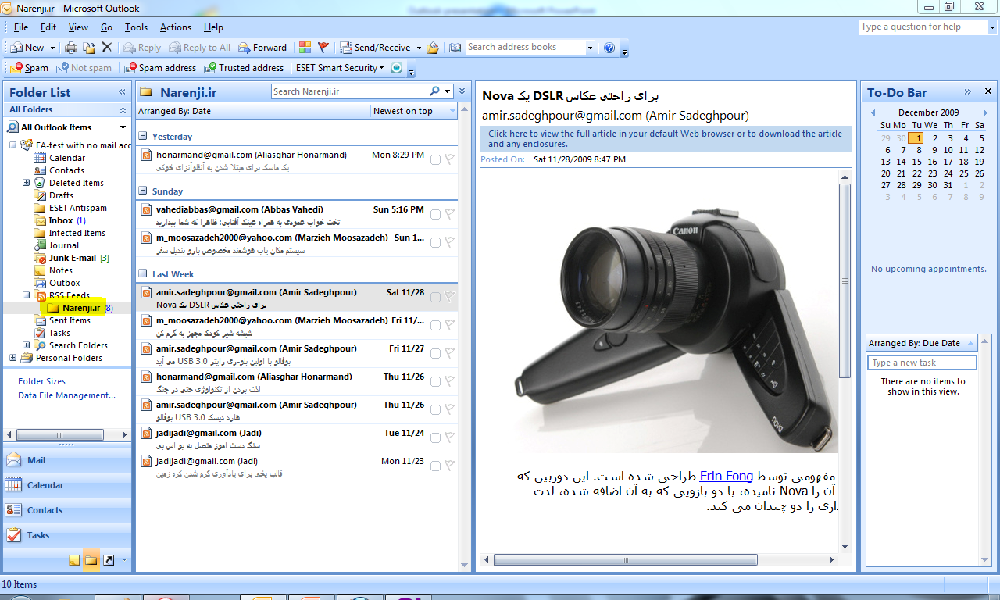 Narenji.ir - Microsoft Outlook
File Edit View Go Tools Actions Help
Type a question for help
New Reply Reply to All Forward Send/Receive Search address books
Spam Not spam Spam address Trusted address ESET Smart Security
Folder List
All Folders
All Outlook Items
EA-test with no mail acc
Calendar
Contacts
Deleted Items
Drafts
ESET Antispam
Inbox (1)
Infected Items
Journal
Junk E-mail [3]
Notes
Outbox
RSS Feeds
Narenji.ir (8)
Sent Items
Tasks
Search Folders
Personal Folders
Folder Sizes
Data File Management...
Mail
Calendar
Contacts
Tasks
Narenji.ir
Search Narenji.ir
Arranged By: Date Newest on top
Yesterday
honarmand@gmail.com (Aliasghar Honarmand) Mon 8:29 PM
یک ماسک برای مبتلا شدن به آنفلوآنزای خوکی
Sunday
vahediabbas@gmail.com (Abbas Vahedi) Sun 5:16 PM
تخت خواب عمودی به همراه عینک آفتابی: ظاهرا که شما بیدارید
m_moosazadeh2000@yahoo.com (Marzieh Moosazadeh) Sun 1...
سیستم مکان یاب هوشمند مخصوص بارو بندیل سفر
Last Week
amir.sadeghpour@gmail.com (Amir Sadeghpour) Sat 11/28
Nova یک DSLR برای راحتی عکاس
m_moosazadeh2000@yahoo.com (Marzieh Moosazadeh) Fri 11/...
شیشه شیر کودک مجهز به گرم کن
amir.sadeghpour@gmail.com (Amir Sadeghpour) Fri 11/27
بوفالو با اولین بلو-ری رایتر USB 3.0 می آید
honarmand@gmail.com (Aliasghar Honarmand) Thu 11/26
لذت بردن از تکنولوژی حتی در جنگ
amir.sadeghpour@gmail.com (Amir Sadeghpour) Thu 11/26
هارد دیسک USB 3.0 بوفالو
jadijadi@gmail.com (Jadi) Tue 11/24
سنگ دست آموز متصل به یو اس بی
jadijadi@gmail.com (Jadi) Mon 11/23
قالب یخی برای یادآوری گرم شدن کره زمین
Nova یک DSLR برای راحتی عکاس
amir.sadeghpour@gmail.com (Amir Sadeghpour)
Click here to view the full article in your default Web browser or to download the article
and any enclosures.
Posted On: Sat 11/28/2009 8:47 PM
Canon
nova
مفهومی توسط Erin Fong طراحی شده است. این دوربین که
آن را Nova نامیده، با دو بازویی که به آن اضافه شده، لذت
داری را دو چندان می کند.
To-Do Bar
December 2009
Su Mo Tu We Th Fr Sa
29 30 1 2 3 4 5
6 7 8 9 10 11 12
13 14 15 16 17 18 19
20 21 22 23 24 25 26
27 28 29 30 31 1 2
3 4 5 6 7 8 9
No upcoming appointments.
Arranged By: Due Date
Type a new task
There are no items to
show in this view.
10 Items